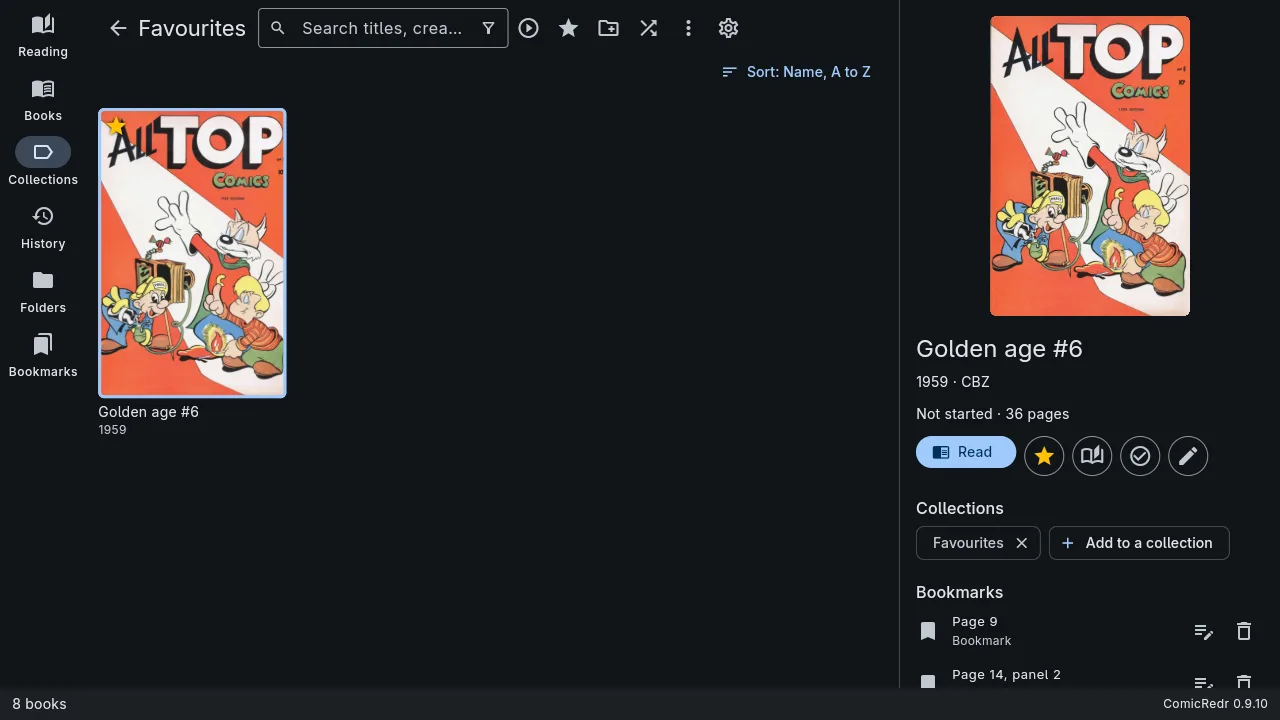 Reading
Books
Collections
History
Folders
Bookmarks
Favourites
Search titles, crea...
Sort: Name, A to Z
ALL TOP
COMICS
Golden age #6
1959
ALL TOP
COMICS
10¢
Golden age #6
1959 · CBZ
Not started · 36 pages
Read
Collections
Favourites
Add to a collection
Bookmarks
Page 9
Bookmark
Page 14, panel 2
8 books
ComicRedr 0.9.10